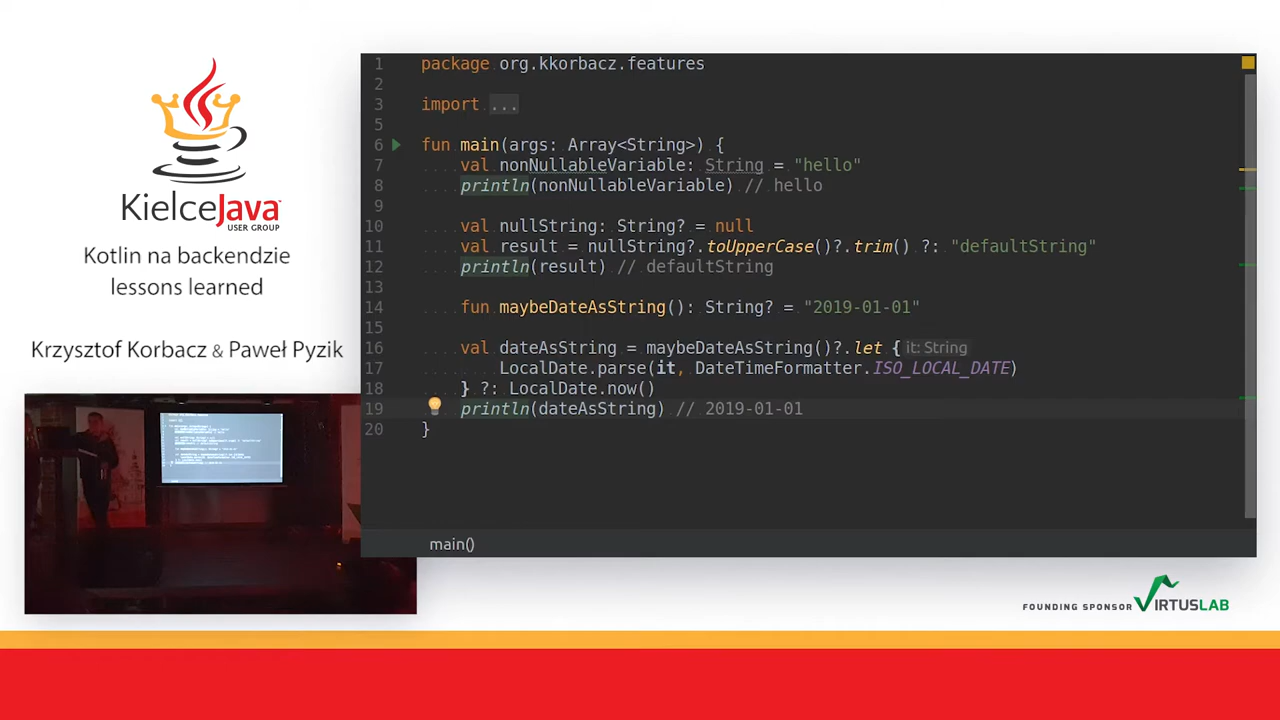 KielceJava
USER GROUP
Kotlin na backendzie
lessons learned
Krzysztof Korbacz & Paweł Pyzik
1 package org.kkorbacz.features
2
3 import ...
5
6 fun main(args: Array<String>) {
7 val nonNullableVariable: String = "hello"
8 println(nonNullableVariable) // hello
9
10 val nullString: String? = null
11 val result = nullString?.toUpperCase()?.trim() ?: "defaultString"
12 println(result) // defaultString
13
14 fun maybeDateAsString(): String? = "2019-01-01"
15
16 val dateAsString = maybeDateAsString()?.let { it: String
17 LocalDate.parse(it, DateTimeFormatter.ISO_LOCAL_DATE)
18 } ?: LocalDate.now()
19 println(dateAsString) // 2019-01-01
20 }
main()
FOUNDING SPONSOR VIRTUSLAB